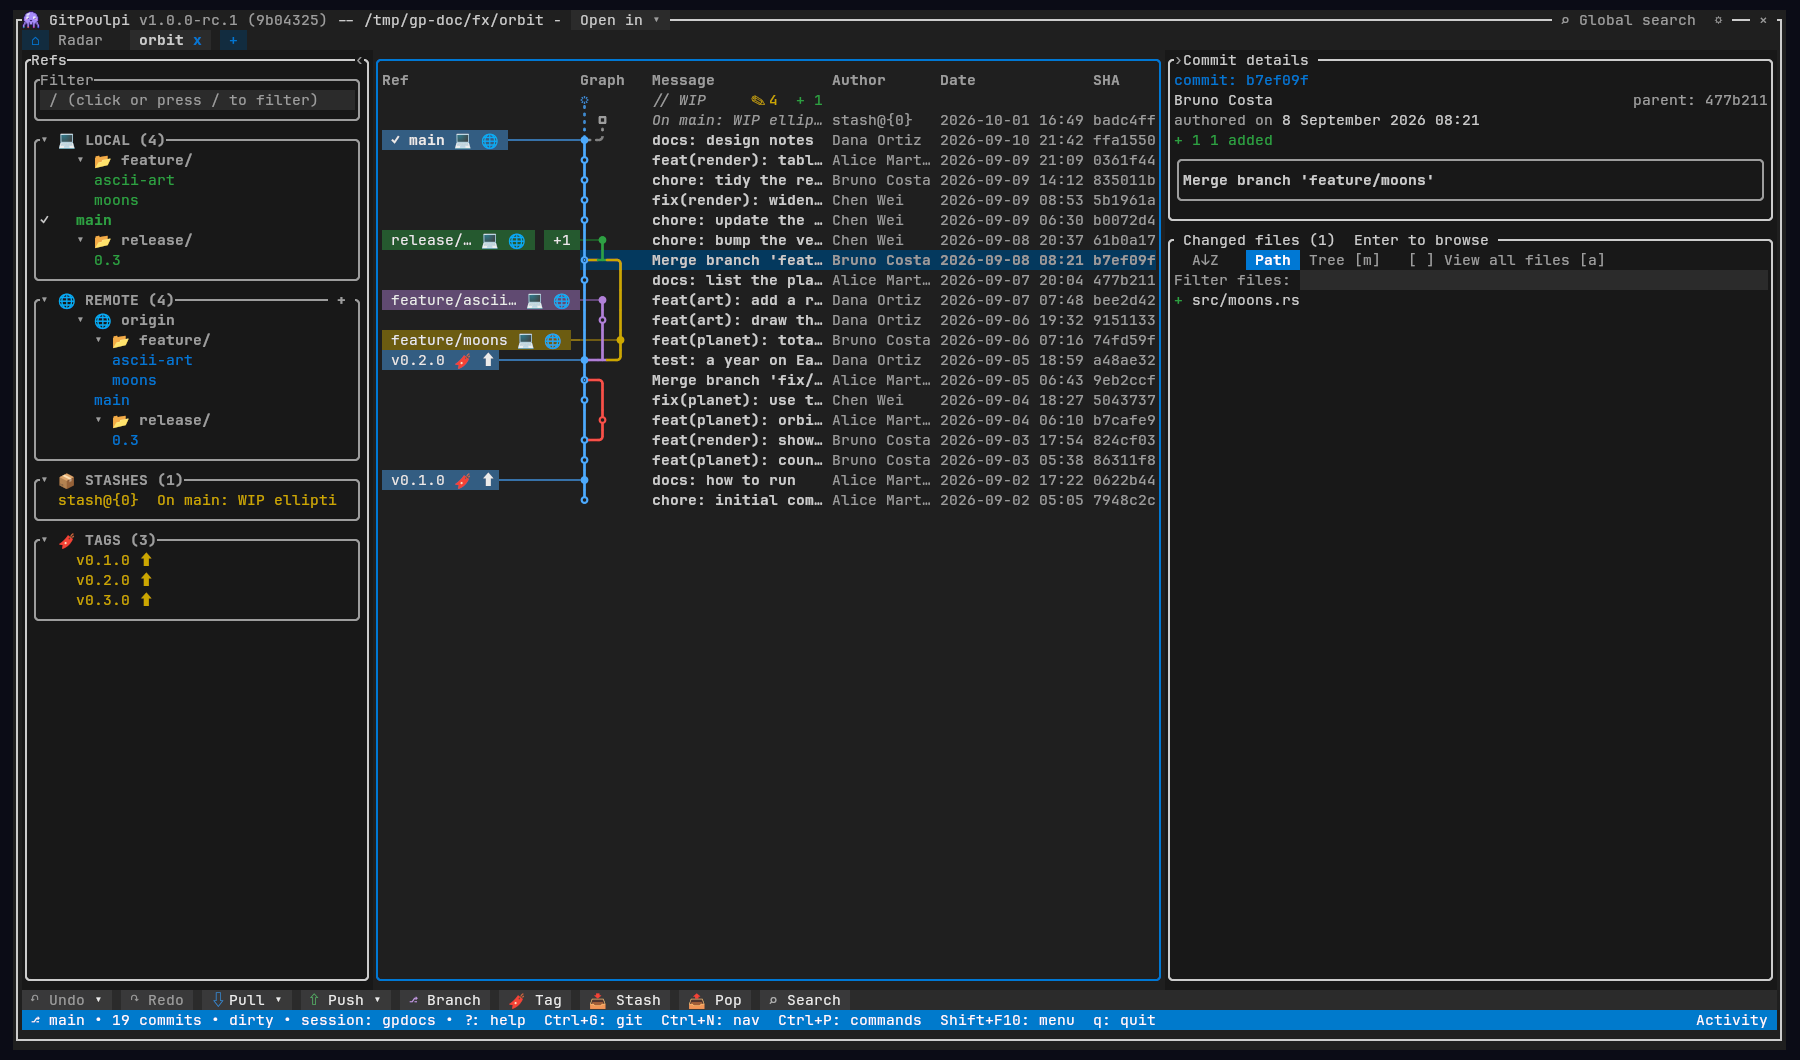 GitPoulpi v1.0.0-rc.1 (9b04325) –– /tmp/gp-doc/fx/orbit - Open in ▾ ⌕ Global search ☼ × 
⌂ Radar orbit x +
Refs ‹
Filter
/ (click or press / to filter)
▾ 💻 LOCAL (4)
▾ 📂 feature/
ascii-art
moons
✓ main
▾ 📂 release/
0.3
▾ 🌐 REMOTE (4) +
▾ 🌐 origin
▾ 📂 feature/
ascii-art
moons
main
▾ 📂 release/
0.3
▾ 📦 STASHES (1)
stash@{0} On main: WIP ellipti
▾ 🔖 TAGS (3)
v0.1.0 ⬆
v0.2.0 ⬆
v0.3.0 ⬆
Ref Graph Message Author Date SHA
// WIP ✎4 + 1
On main: WIP ellip… stash@{0} 2026-10-01 16:49 badc4ff
✓ main 💻 🌐 docs: design notes Dana Ortiz 2026-09-10 21:42 ffa1550
feat(render): tabl… Alice Mart… 2026-09-09 21:09 0361f44
chore: tidy the re… Bruno Costa 2026-09-09 14:12 835011b
fix(render): widen… Chen Wei 2026-09-09 08:53 5b1961a
chore: update the … Chen Wei 2026-09-09 06:30 b0072d4
release/… 💻 🌐 +1 chore: bump the ve… Chen Wei 2026-09-08 20:37 61b0a17
Merge branch 'feat… Bruno Costa 2026-09-08 08:21 b7ef09f
docs: list the pla… Alice Mart… 2026-09-07 20:04 477b211
feature/ascii… 💻 🌐 feat(art): add a r… Dana Ortiz 2026-09-07 07:48 bee2d42
feat(art): draw th… Dana Ortiz 2026-09-06 19:32 9151133
feature/moons 💻 🌐 feat(planet): tota… Bruno Costa 2026-09-06 07:16 74fd59f
v0.2.0 🔖 ⬆ test: a year on Ea… Dana Ortiz 2026-09-05 18:59 a48ae32
Merge branch 'fix/… Alice Mart… 2026-09-05 06:43 9eb2ccf
fix(planet): use t… Chen Wei 2026-09-04 18:27 5043737
feat(planet): orbi… Alice Mart… 2026-09-04 06:10 b7cafe9
feat(render): show… Bruno Costa 2026-09-03 17:54 824cf03
feat(planet): coun… Bruno Costa 2026-09-03 05:38 86311f8
v0.1.0 🔖 ⬆ docs: how to run Alice Mart… 2026-09-02 17:22 0622b44
chore: initial com… Alice Mart… 2026-09-02 05:05 7948c2c
›Commit details
commit: b7ef09f
Bruno Costa parent: 477b211
authored on 8 September 2026 08:21
+ 1 1 added
Merge branch 'feature/moons'
Changed files (1) Enter to browse
A↓Z Path Tree [m] [ ] View all files [a]
Filter files:
+ src/moons.rs
↶ Undo ▾ ↷ Redo ⇩ Pull ▾ ⇧ Push ▾ ⎇ Branch 🔖 Tag 📥 Stash 📤 Pop ⌕ Search
⎇ main • 19 commits • dirty • session: gpdocs • ?: help Ctrl+G: git Ctrl+N: nav Ctrl+P: commands Shift+F10: menu q: quit Activity